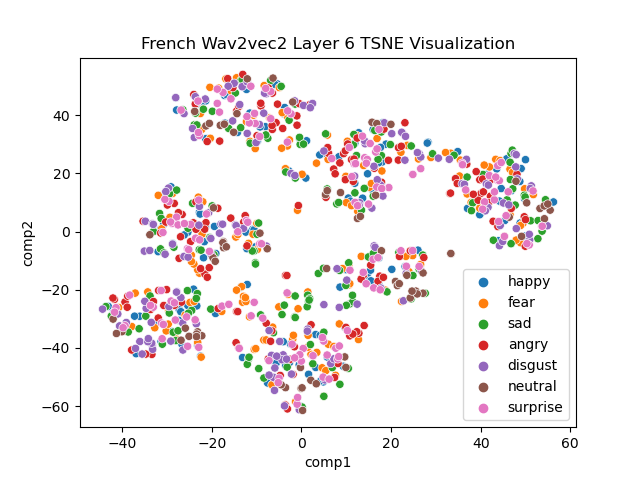 French Wav2vec2 Layer 6 TSNE Visualization
comp2
40
20
0
−20
−40
−60
−40
−20
0
20
40
60
comp1
happy
fear
sad
angry
disgust
neutral
surprise